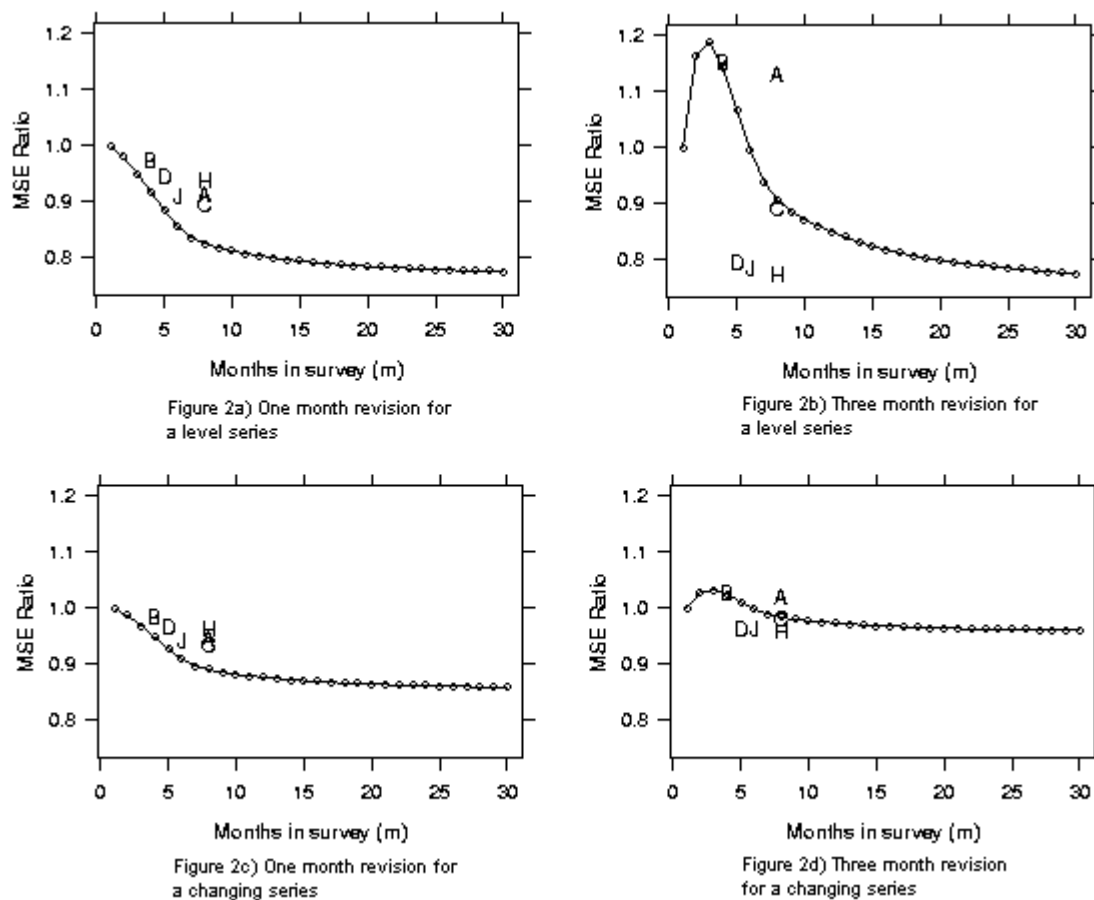 1.2
1.1
1.0
0.9
0.8
MSE Ratio
B
D
J
H
A
C
0 5 10 15 20 25 30
Months in survey (m)
Figure 2a) One month revision for
a level series
1.2
1.1
1.0
0.9
0.8
MSE Ratio
B
A
C
D J H
0 5 10 15 20 25 30
Months in survey (m)
Figure 2b) Three month revision for
a level series
1.2
1.1
1.0
0.9
0.8
MSE Ratio
B
D
J
H
A
C
0 5 10 15 20 25 30
Months in survey (m)
Figure 2c) One month revision for
a changing series
1.2
1.1
1.0
0.9
0.8
MSE Ratio
B
A
C
D J H
0 5 10 15 20 25 30
Months in survey (m)
Figure 2d) Three month revision
for a changing series